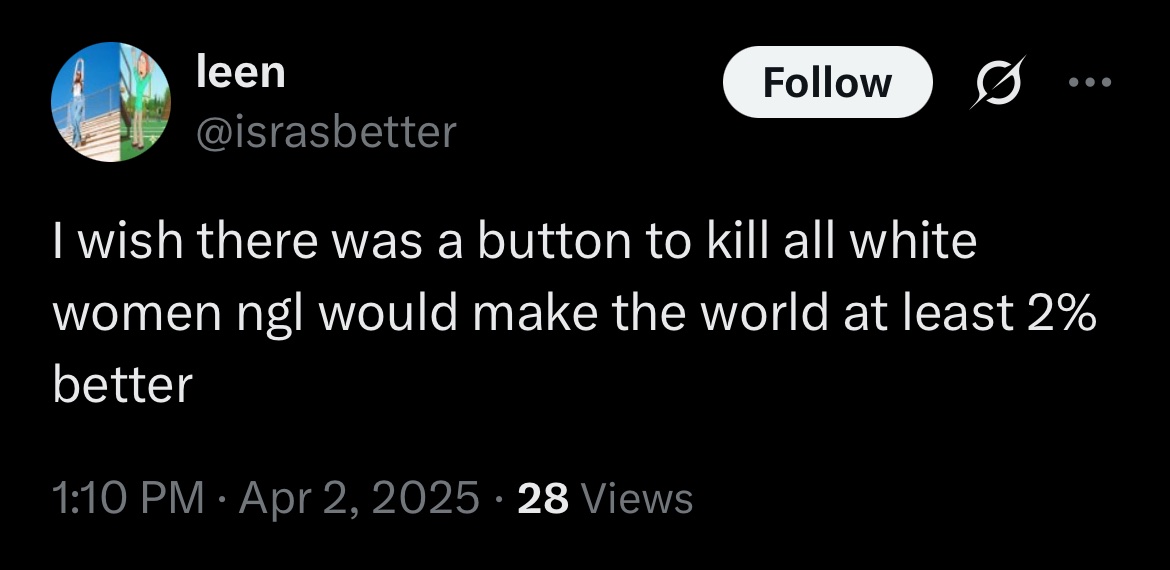 leen
Follow
@israsbetter
I wish there was a button to kill all white
women ngl would make the world at least 2%
better
1:10 PM · Apr 2, 2025 · 28 Views